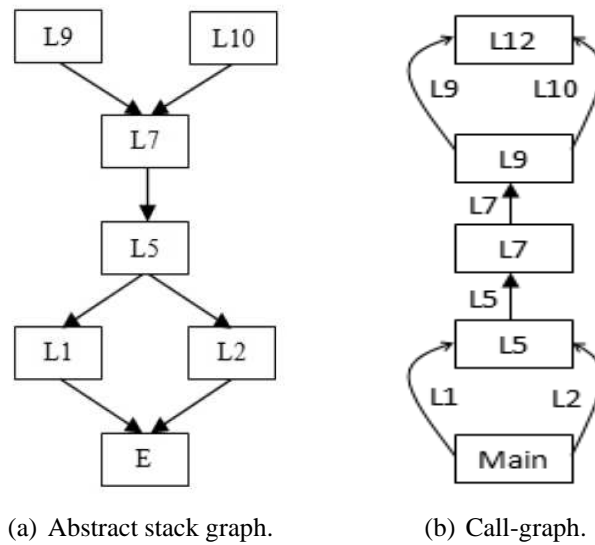 L9 L10
L7
L5
L1 L2
E
(a) Abstract stack graph.
L12
L9 L10
L9
L7
L7
L5
L5
L1 L2
Main
(b) Call-graph.